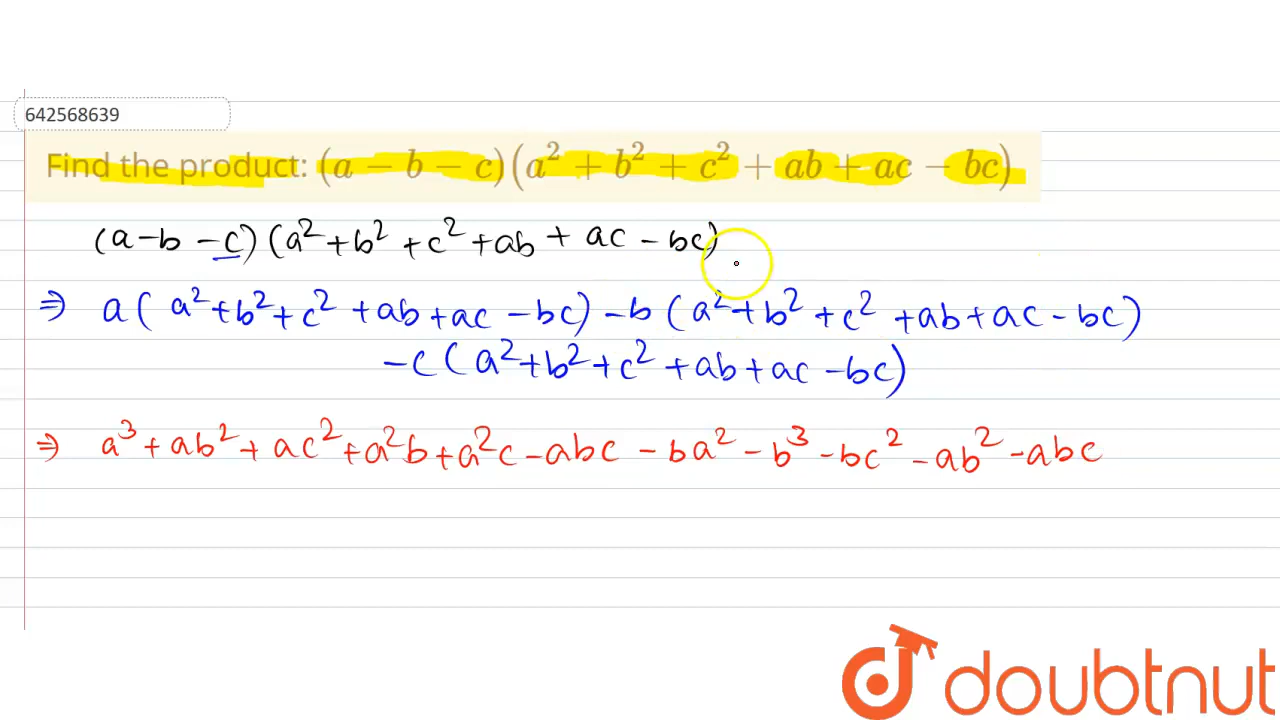 642568639
Find the product: (a − b − c)(a² + b² + c² + ab + ac − bc)
(a-b-c)(a²+b²+c²+ab+ac-bc)
⇒ a(a²+b²+c²+ab+ac-bc)-b(a²+b²+c²+ab+ac-bc)
-c(a²+b²+c²+ab+ac-bc)
⇒ a³+ab²+ac²+a²b+a²c-abc-ba²-b³-bc²-ab²-abc
doubtnut